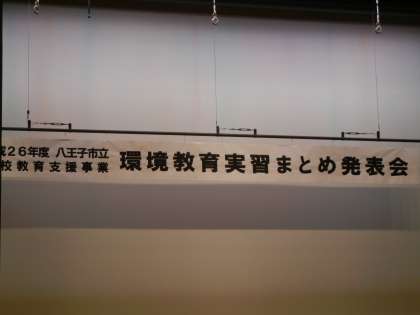 成26年度 八王子市立
校教育支援事業
環境教育実習まとめ発表会